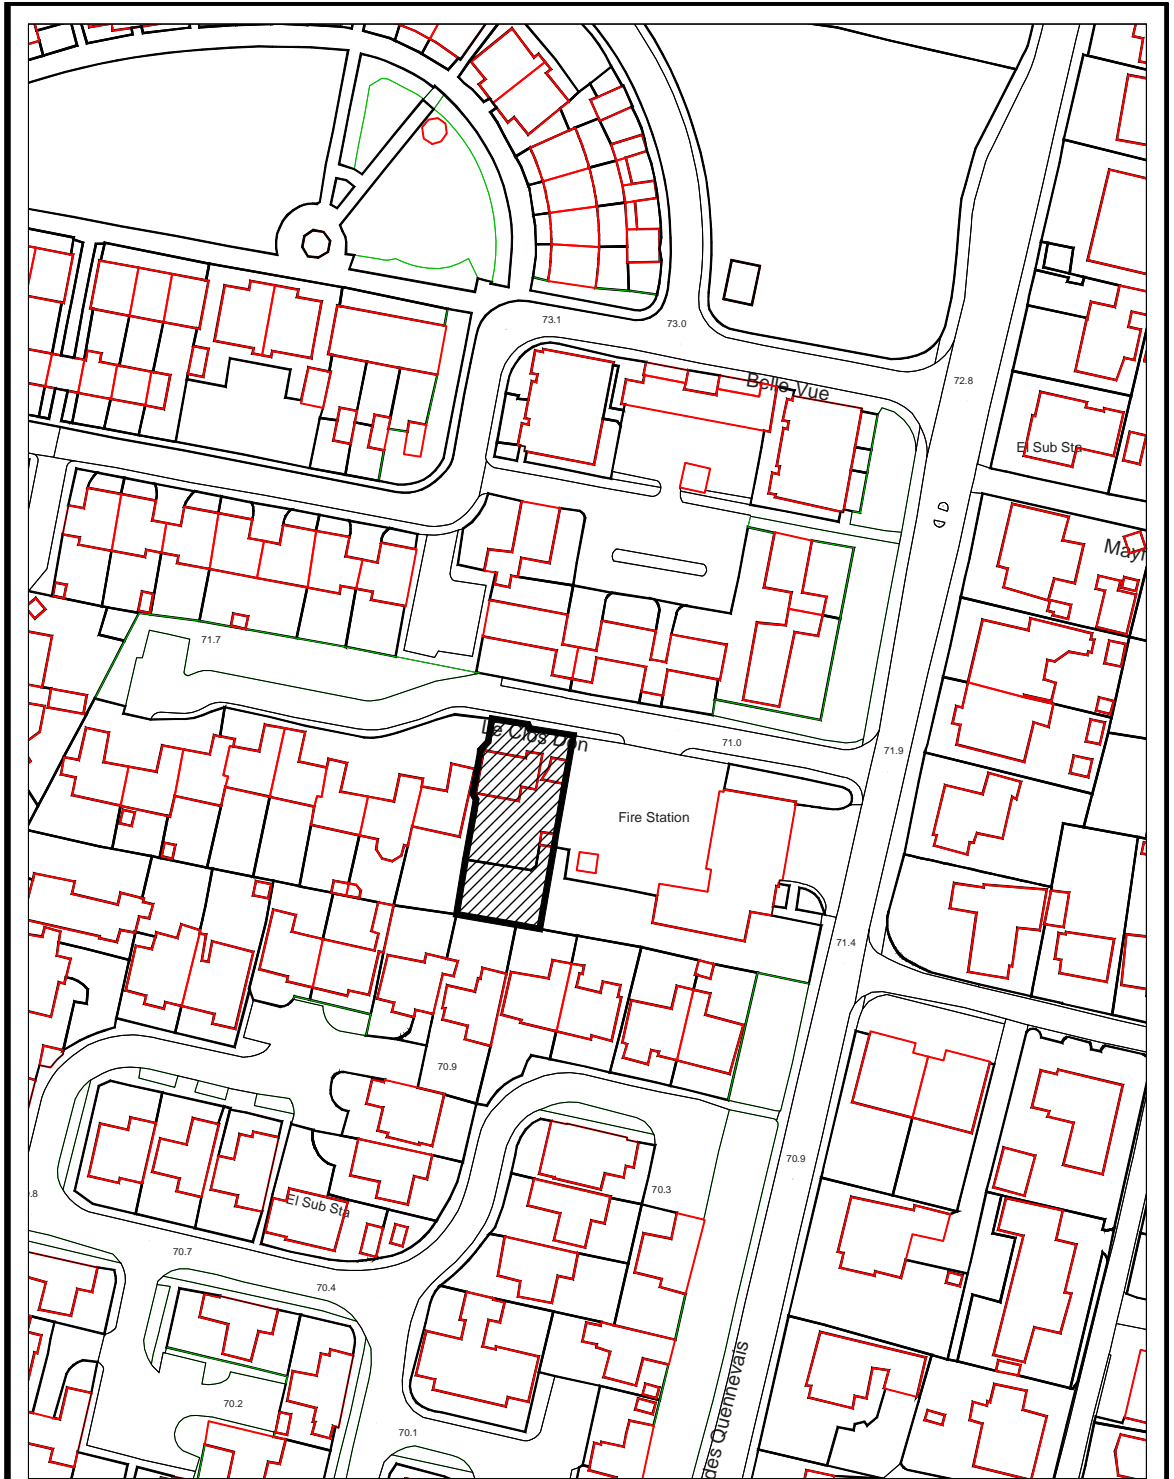 73.1
73.0
Belle Vue
72.8
El Sub Sta
71.7
Le Clos Don
71.0
71.9
Fire Station
71.4
70.9
70.9
70.3
El Sub Sta
70.7
70.4
des Quennevais
70.2
70.1